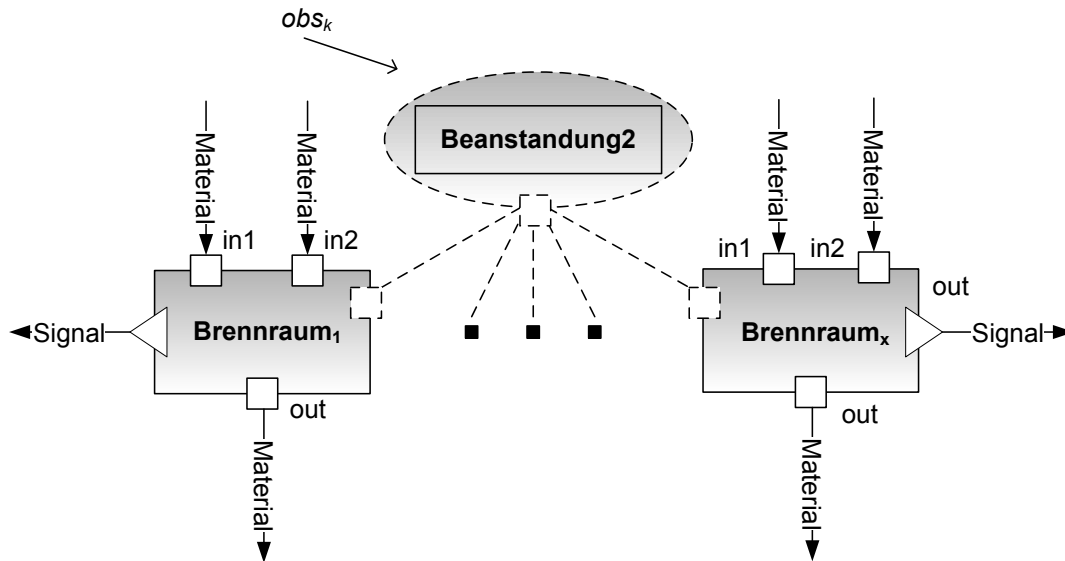 obsₖ
Beanstandung2
Material
Material
Material
Material
in1
in2
in1
in2
out
Signal
Brennraum₁
Brennraumₓ
Signal
out
out
Material
Material